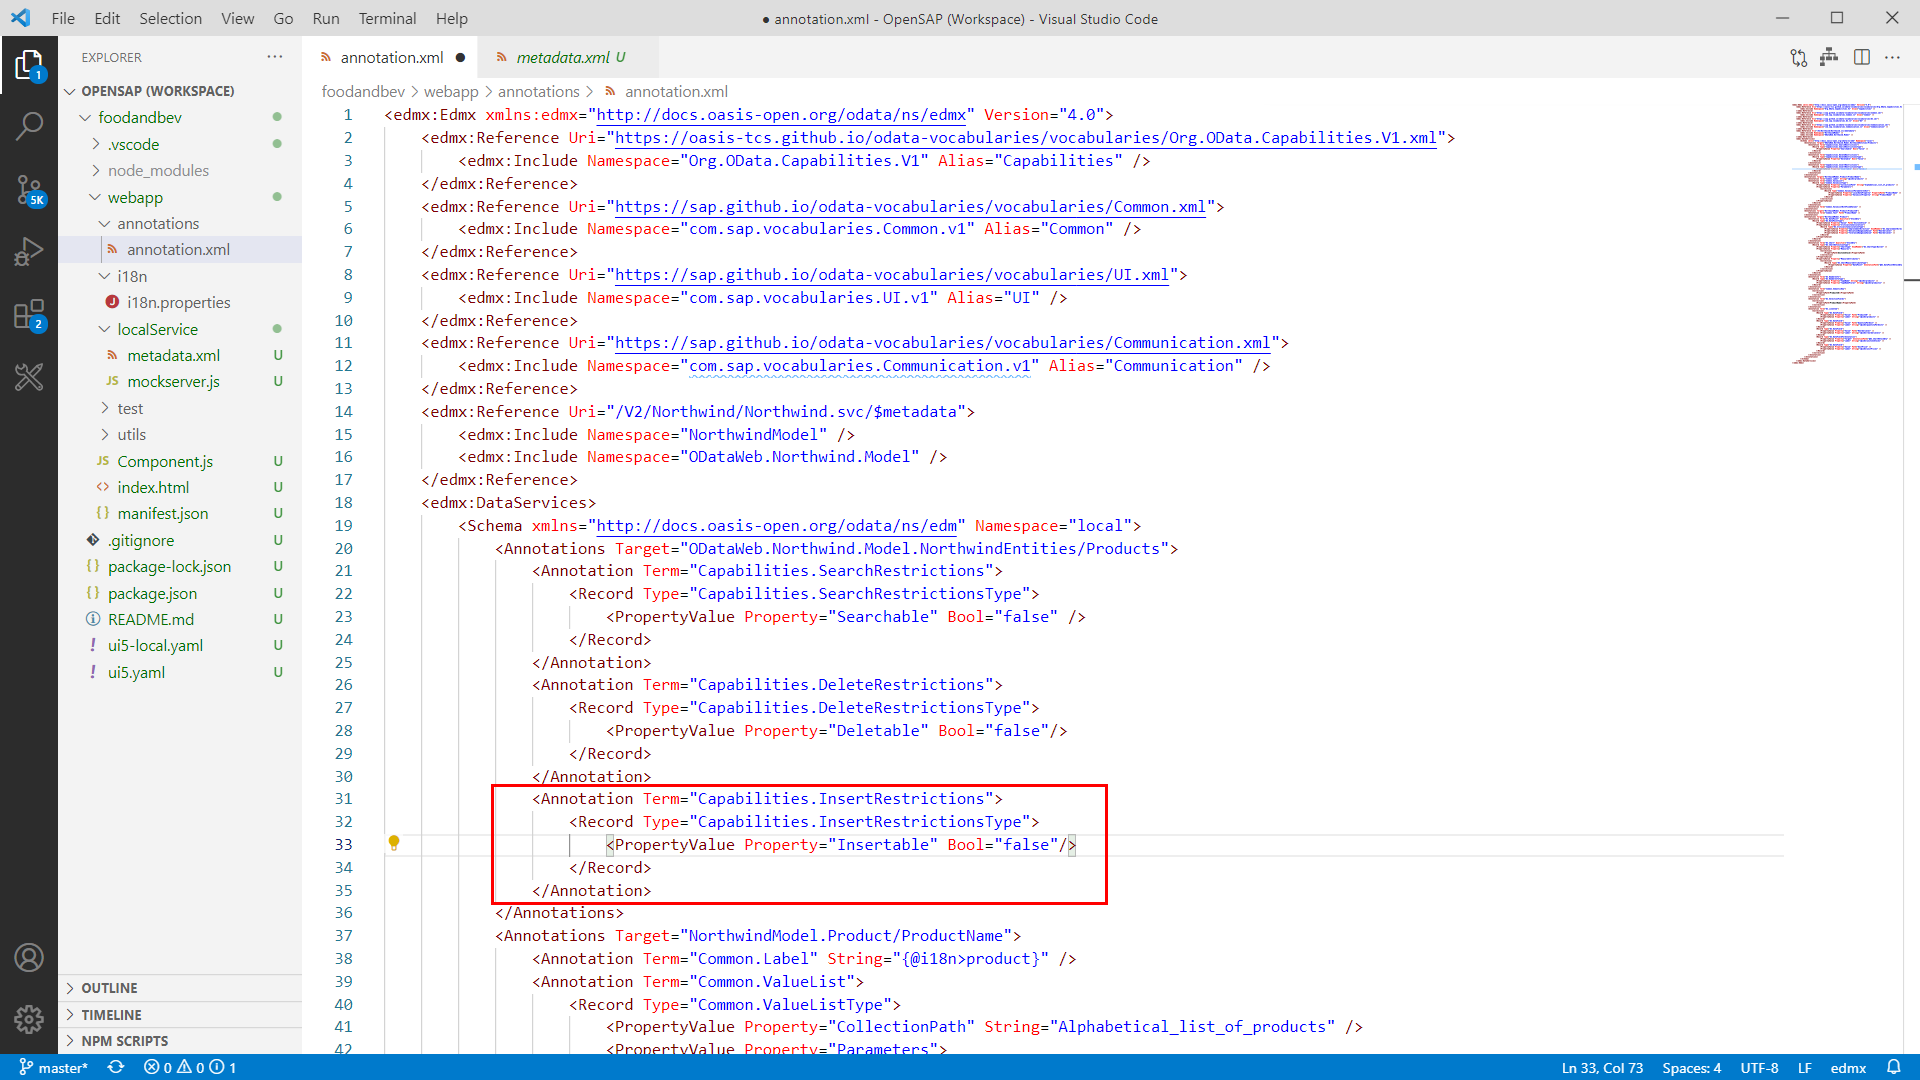 File Edit Selection View Go Run Terminal Help
● annotation.xml - OpenSAP (Workspace) - Visual Studio Code
EXPLORER
OPENSAP (WORKSPACE)
foodandbev
.vscode
node_modules
webapp
annotations
annotation.xml
i18n
i18n.properties
localService
metadata.xml U
JS mockserver.js U
test
utils
JS Component.js U
index.html U
manifest.json U
.gitignore U
package-lock.json U
package.json U
README.md U
ui5-local.yaml U
ui5.yaml U
OUTLINE
TIMELINE
NPM SCRIPTS
1
5K
2
annotation.xml ● metadata.xml U
foodandbev > webapp > annotations > annotation.xml
1 <edmx:Edmx xmlns:edmx="http://docs.oasis-open.org/odata/ns/edmx" Version="4.0">
2 <edmx:Reference Uri="https://oasis-tcs.github.io/odata-vocabularies/vocabularies/Org.OData.Capabilities.V1.xml">
3 <edmx:Include Namespace="Org.OData.Capabilities.V1" Alias="Capabilities" />
4 </edmx:Reference>
5 <edmx:Reference Uri="https://sap.github.io/odata-vocabularies/vocabularies/Common.xml">
6 <edmx:Include Namespace="com.sap.vocabularies.Common.v1" Alias="Common" />
7 </edmx:Reference>
8 <edmx:Reference Uri="https://sap.github.io/odata-vocabularies/vocabularies/UI.xml">
9 <edmx:Include Namespace="com.sap.vocabularies.UI.v1" Alias="UI" />
10 </edmx:Reference>
11 <edmx:Reference Uri="https://sap.github.io/odata-vocabularies/vocabularies/Communication.xml">
12 <edmx:Include Namespace="com.sap.vocabularies.Communication.v1" Alias="Communication" />
13 </edmx:Reference>
14 <edmx:Reference Uri="/V2/Northwind/Northwind.svc/$metadata">
15 <edmx:Include Namespace="NorthwindModel" />
16 <edmx:Include Namespace="ODataWeb.Northwind.Model" />
17 </edmx:Reference>
18 <edmx:DataServices>
19 <Schema xmlns="http://docs.oasis-open.org/odata/ns/edm" Namespace="local">
20 <Annotations Target="ODataWeb.Northwind.Model.NorthwindEntities/Products">
21 <Annotation Term="Capabilities.SearchRestrictions">
22 <Record Type="Capabilities.SearchRestrictionsType">
23 <PropertyValue Property="Searchable" Bool="false" />
24 </Record>
25 </Annotation>
26 <Annotation Term="Capabilities.DeleteRestrictions">
27 <Record Type="Capabilities.DeleteRestrictionsType">
28 <PropertyValue Property="Deletable" Bool="false"/>
29 </Record>
30 </Annotation>
31 <Annotation Term="Capabilities.InsertRestrictions">
32 <Record Type="Capabilities.InsertRestrictionsType">
33 <PropertyValue Property="Insertable" Bool="false"/>
34 </Record>
35 </Annotation>
36 </Annotations>
37 <Annotations Target="NorthwindModel.Product/ProductName">
38 <Annotation Term="Common.Label" String="{@i18n>product}" />
39 <Annotation Term="Common.ValueList">
40 <Record Type="Common.ValueListType">
41 <PropertyValue Property="CollectionPath" String="Alphabetical_list_of_products" />
42 <PropertyValue Property="Parameters">
master* 0 0 1 Ln 33, Col 73 Spaces: 4 UTF-8 LF edmx